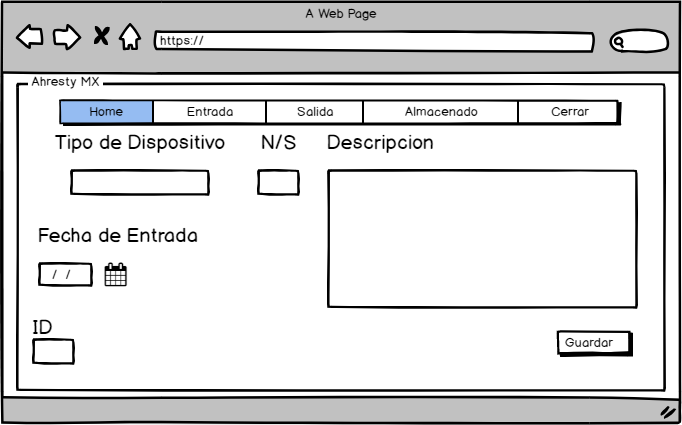 A Web Page
https://
Ahresty MX
Home Entrada Salida Almacenado Cerrar
Tipo de Dispositivo N/S Descripcion
Fecha de Entrada
/ /
ID
Guardar